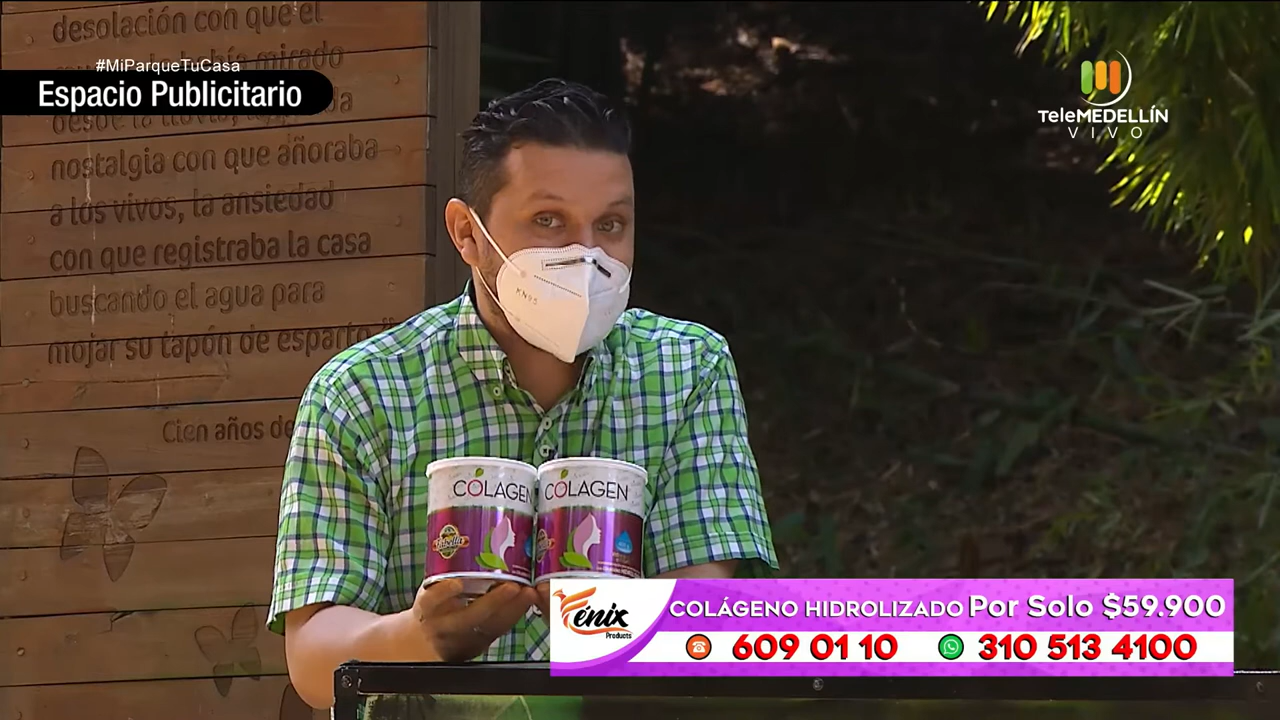 desolación con que el
mirado
#MiParqueTuCasa
Espacio Publicitario
nostalgia con que añoraba
a los vivos, la ansiedad
con que registraba la casa
buscando el agua para
mojar su tapón de esparto
Cien años de
TeleMEDELLÍN
VIVO
KN95
COLAGEN
COLAGEN
Fénix
Products
COLÁGENO HIDROLIZADO Por Solo $59.900
609 01 10
310 513 4100